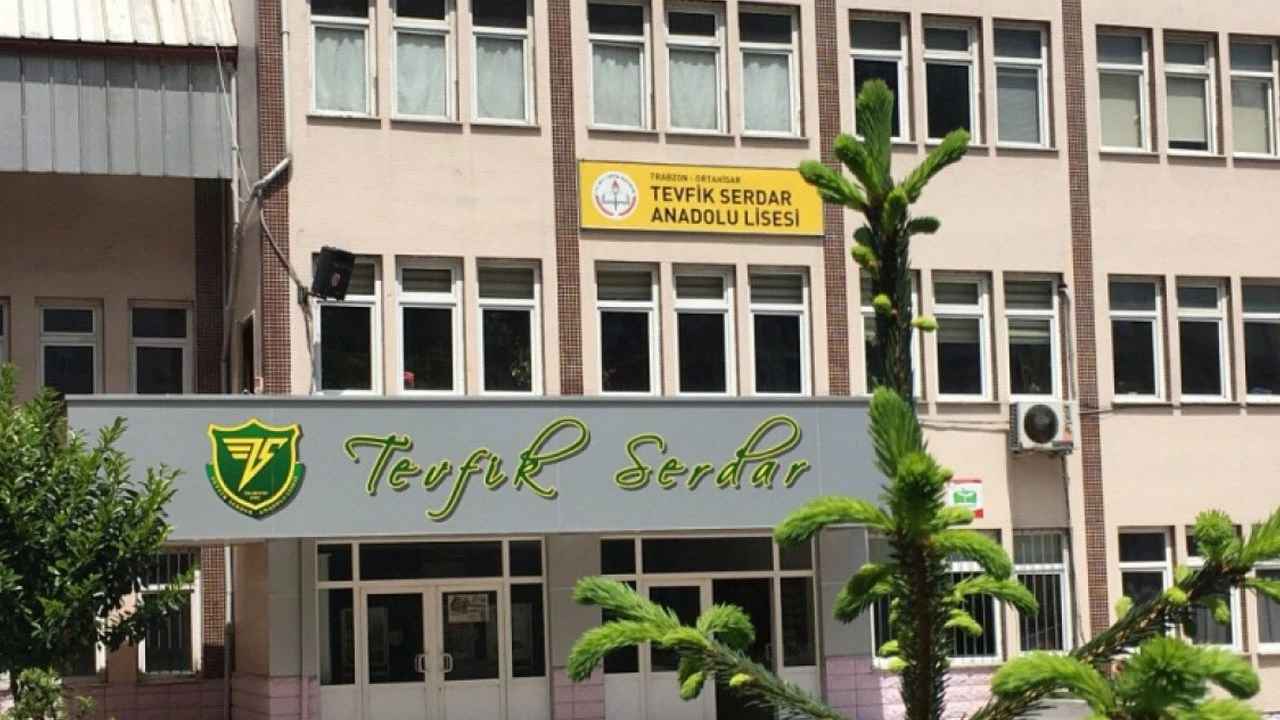 TRABZON - ORTAHİSAR
TEVFİK SERDAR
ANADOLU LİSESİ
Tevfik Serdar